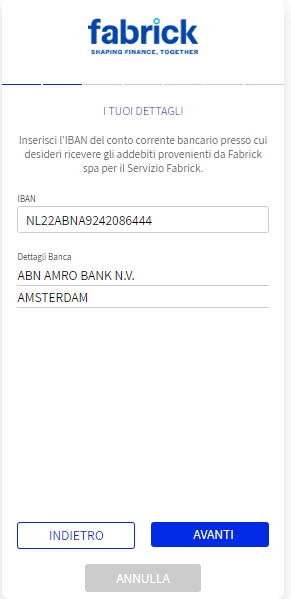 fabrick
SHAPING FINANCE, TOGETHER
I TUOI DETTAGLI
Inserisci l'IBAN del conto corrente bancario presso cui
desideri ricevere gli addebiti provenienti da Fabrick
spa per il Servizio Fabrick.
IBAN
NL22ABNA9242086444
Dettagli Banca
ABN AMRO BANK N.V.
AMSTERDAM
INDIETRO
AVANTI
ANNULLA